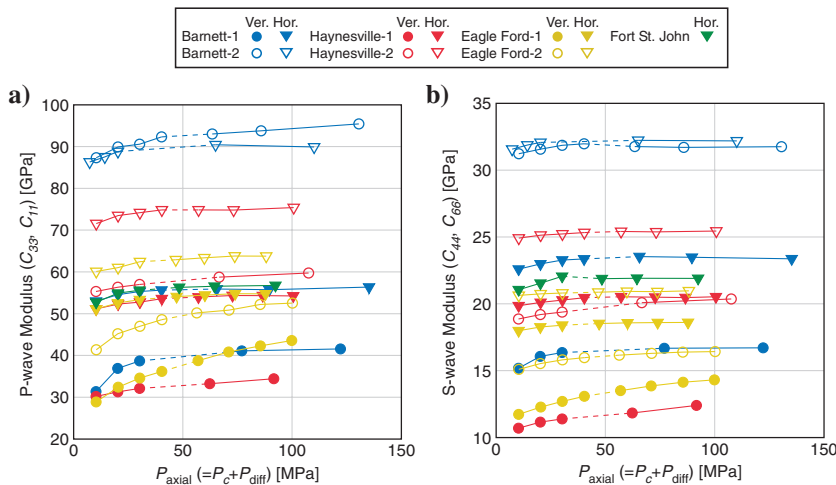 Ver. Hor. Ver. Hor. Ver. Hor. Hor.
Barnett-1 Haynesville-1 Eagle Ford-1 Fort St. John
Barnett-2 Haynesville-2 Eagle Ford-2
a)
b)
100
90
80
70
60
50
40
30
20
P-wave Modulus (C33, C11) [GPa]
0 50 100 150
Paxial (=Pc+Pdiff) [MPa]
35
30
25
20
15
10
S-wave Modulus (C44, C66) [GPa]
0 50 100 150
Paxial (=Pc+Pdiff) [MPa]